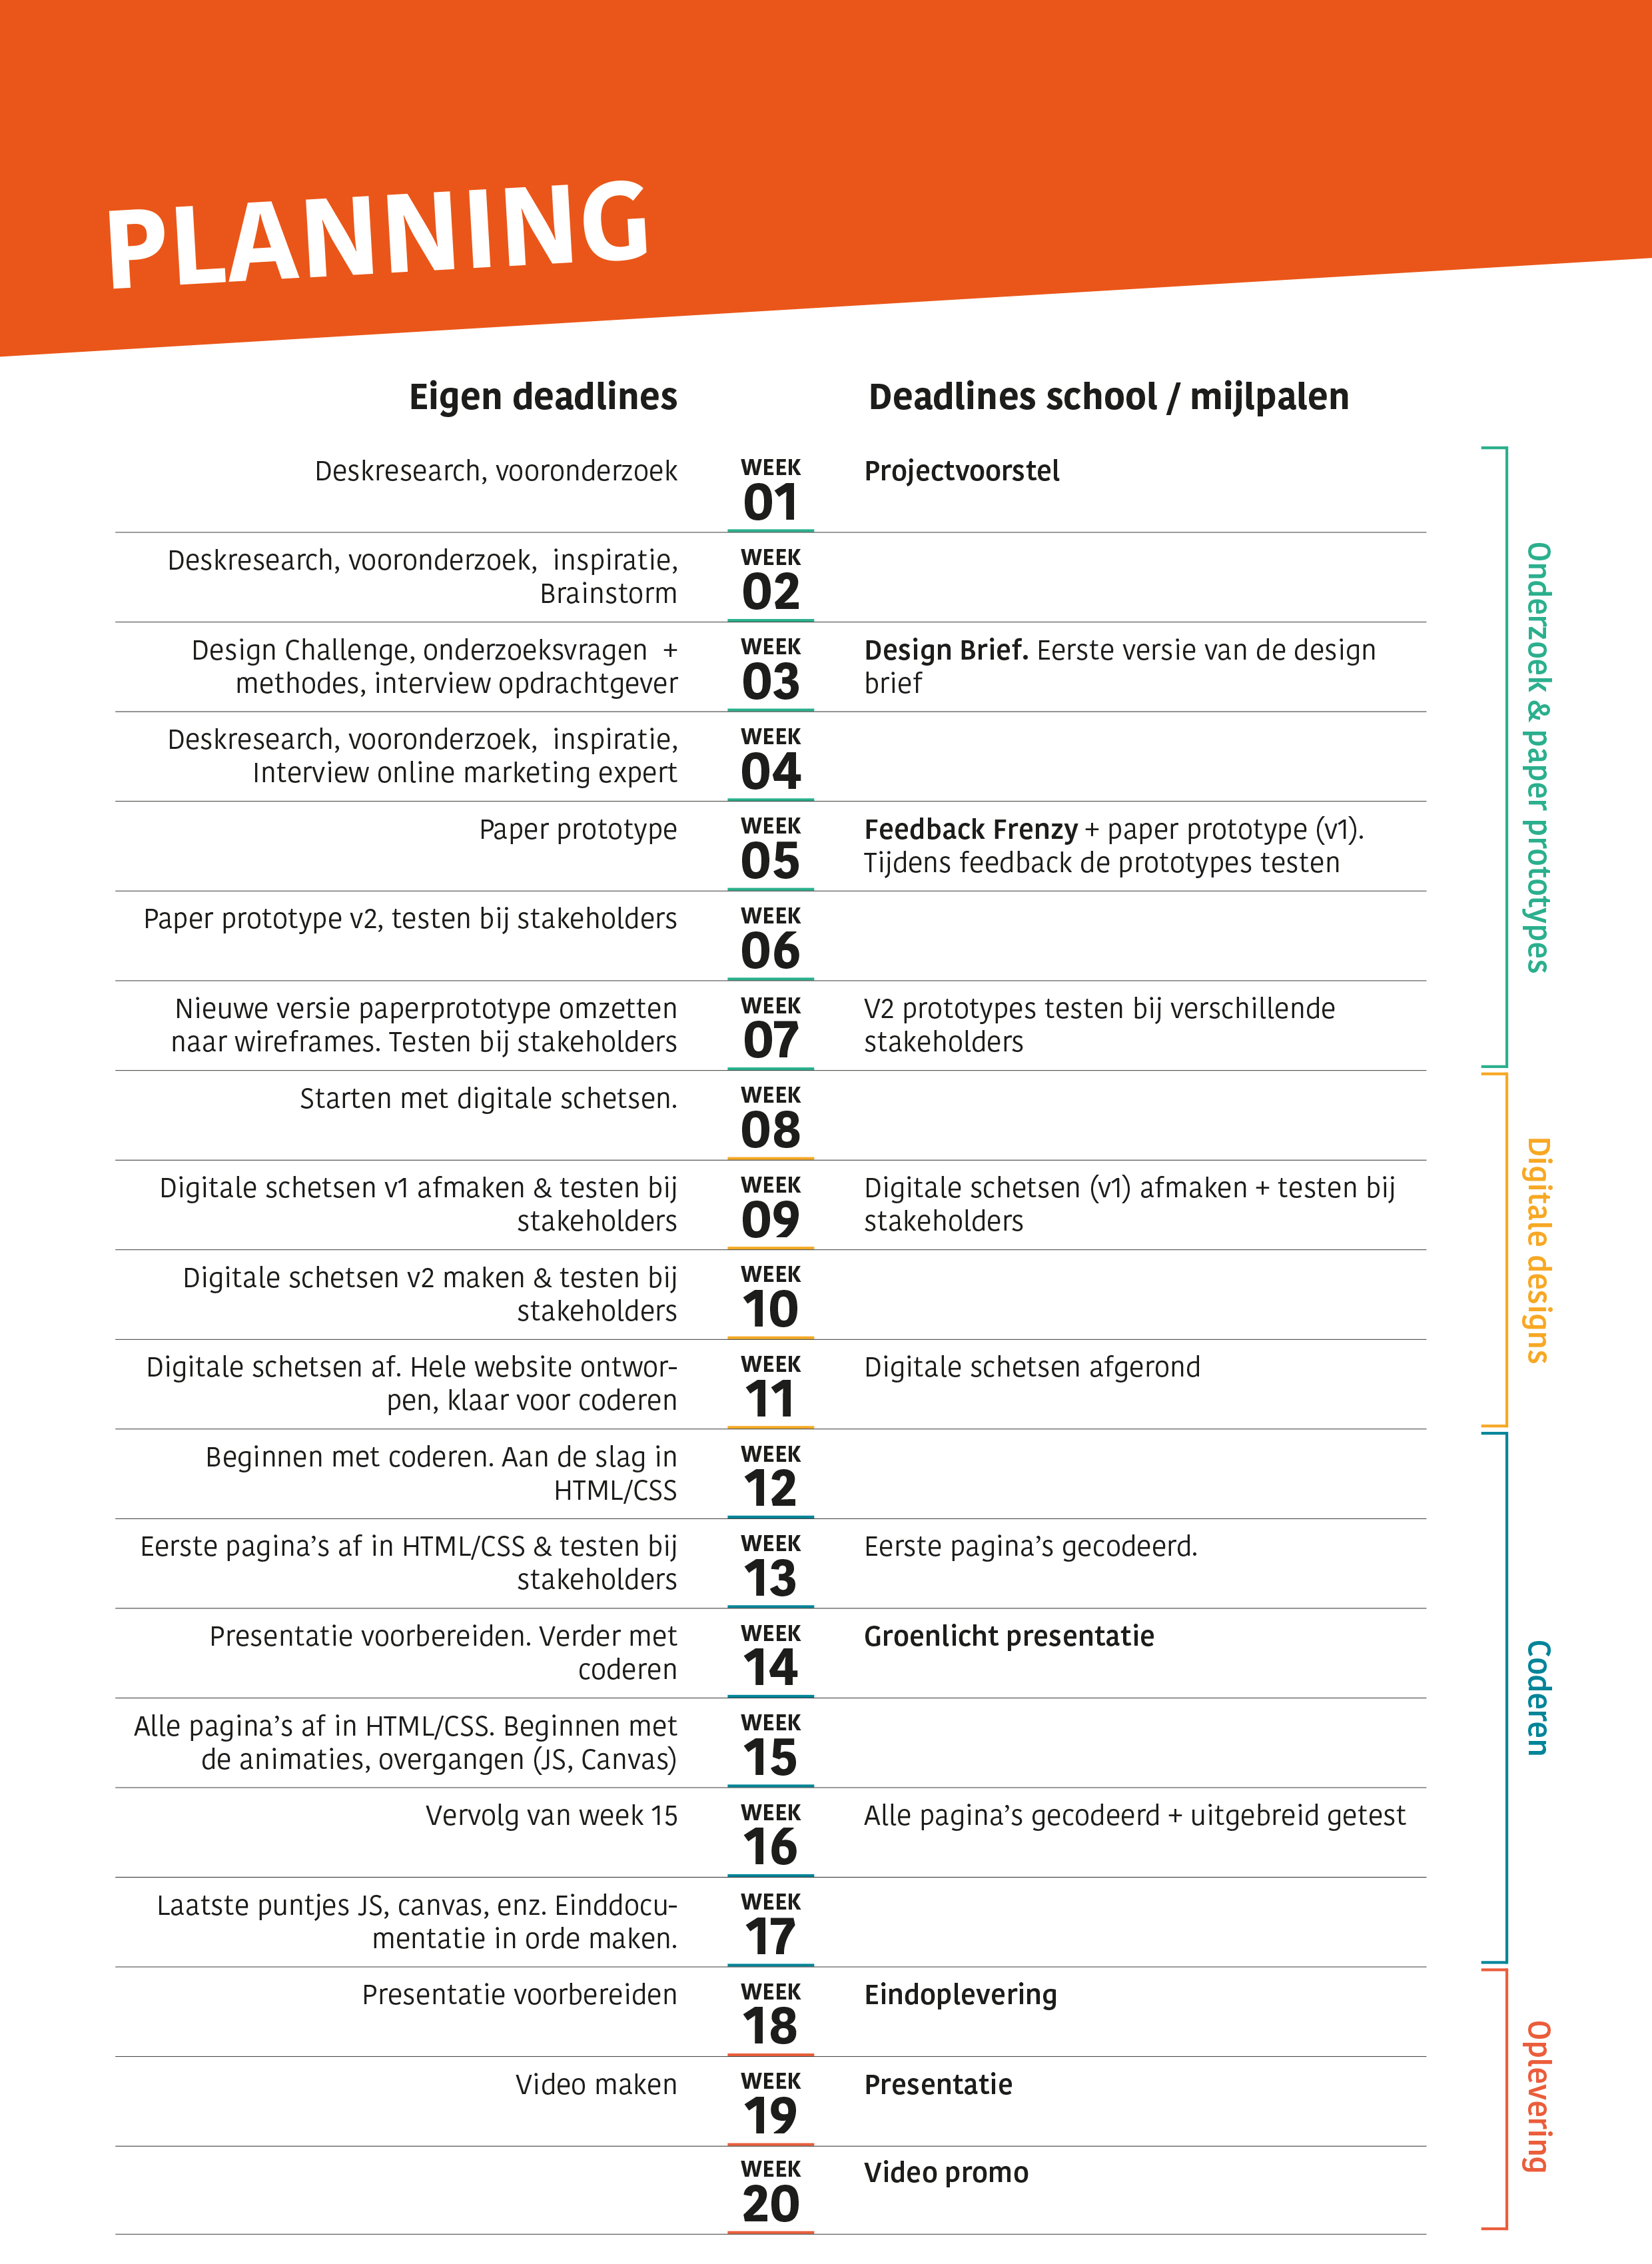 PLANNING
Eigen deadlines
Deadlines school / mijlpalen
Deskresearch, vooronderzoek
WEEK
01
Projectvoorstel
Deskresearch, vooronderzoek,  inspiratie,
Brainstorm
WEEK
02
Design Challenge, onderzoeksvragen  +
methodes, interview opdrachtgever
WEEK
03
Design Brief. Eerste versie van de design
brief
Deskresearch, vooronderzoek,  inspiratie,
Interview online marketing expert
WEEK
04
Paper prototype
WEEK
05
Feedback Frenzy + paper prototype (v1).
Tijdens feedback de prototypes testen
Paper prototype v2, testen bij stakeholders
WEEK
06
Nieuwe versie paperprototype omzetten
naar wireframes. Testen bij stakeholders
WEEK
07
V2 prototypes testen bij verschillende
stakeholders
Onderzoek & paper prototypes
Starten met digitale schetsen.
WEEK
08
Digitale schetsen v1 afmaken & testen bij
stakeholders
WEEK
09
Digitale schetsen (v1) afmaken + testen bij
stakeholders
Digitale schetsen v2 maken & testen bij
stakeholders
WEEK
10
Digitale schetsen af. Hele website ontwor-
pen, klaar voor coderen
WEEK
11
Digitale schetsen afgerond
Digitale designs
Beginnen met coderen. Aan de slag in
HTML/CSS
WEEK
12
Eerste pagina’s af in HTML/CSS & testen bij
stakeholders
WEEK
13
Eerste pagina’s gecodeerd.
Presentatie voorbereiden. Verder met
coderen
WEEK
14
Groenlicht presentatie
Alle pagina’s af in HTML/CSS. Beginnen met
de animaties, overgangen (JS, Canvas)
WEEK
15
Vervolg van week 15
WEEK
16
Alle pagina’s gecodeerd + uitgebreid getest
Laatste puntjes JS, canvas, enz. Einddocu-
mentatie in orde maken.
WEEK
17
Coderen
Presentatie voorbereiden
WEEK
18
Eindoplevering
Video maken
WEEK
19
Presentatie
WEEK
20
Video promo
Oplevering